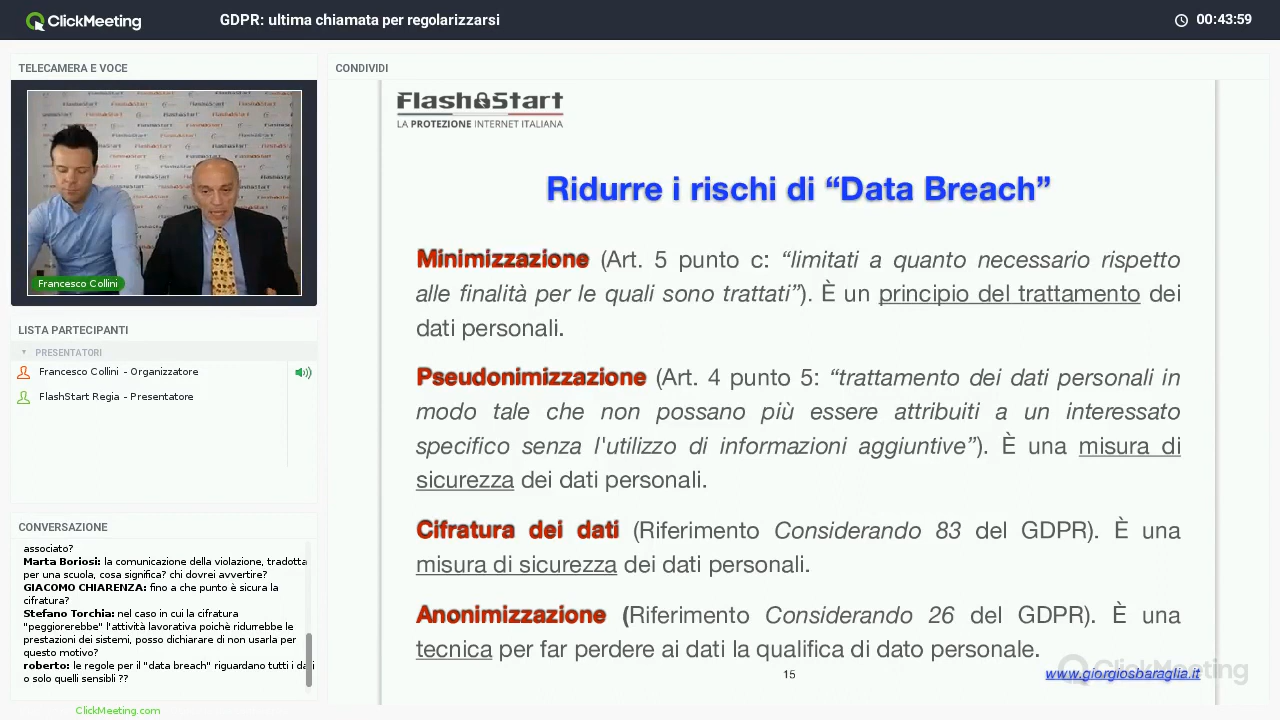 ClickMeeting
GDPR: ultima chiamata per regolarizzarsi
00:43:59
TELECAMERA E VOCE
Francesco Collini
LISTA PARTECIPANTI
PRESENTATORI
Francesco Collini - Organizzatore
FlashStart Regia - Presentatore
CONVERSAZIONE
associato?
Marta Boriosi: la comunicazione della violazione, tradotta
per una scuola, cosa significa? chi dovrei avvertire?
GIACOMO CHIARENZA: fino a che punto è sicura la
cifratura?
Stefano Torchia: nel caso in cui la cifratura
"peggiorerebbe" l'attività lavorativa poichè ridurrebbe le
prestazioni dei sistemi, posso dichiarare di non usarla per
questo motivo?
roberto: le regole per il "data breach" riguardano tutti i dati
o solo quelli sensibli ??
ClickMeeting.com
CONDIVIDI
FlashStart
LA PROTEZIONE INTERNET ITALIANA
Ridurre i rischi di “Data Breach”
Minimizzazione (Art. 5 punto c: “limitati a quanto necessario rispetto
alle finalità per le quali sono trattati”). È un principio del trattamento dei
dati personali.
Pseudonimizzazione (Art. 4 punto 5: “trattamento dei dati personali in
modo tale che non possano più essere attribuiti a un interessato
specifico senza l'utilizzo di informazioni aggiuntive”). È una misura di
sicurezza dei dati personali.
Cifratura dei dati (Riferimento Considerando 83 del GDPR). È una
misura di sicurezza dei dati personali.
Anonimizzazione (Riferimento Considerando 26 del GDPR). È una
tecnica per far perdere ai dati la qualifica di dato personale.
15
www.giorgiosbaraglia.it
ClickMeeting